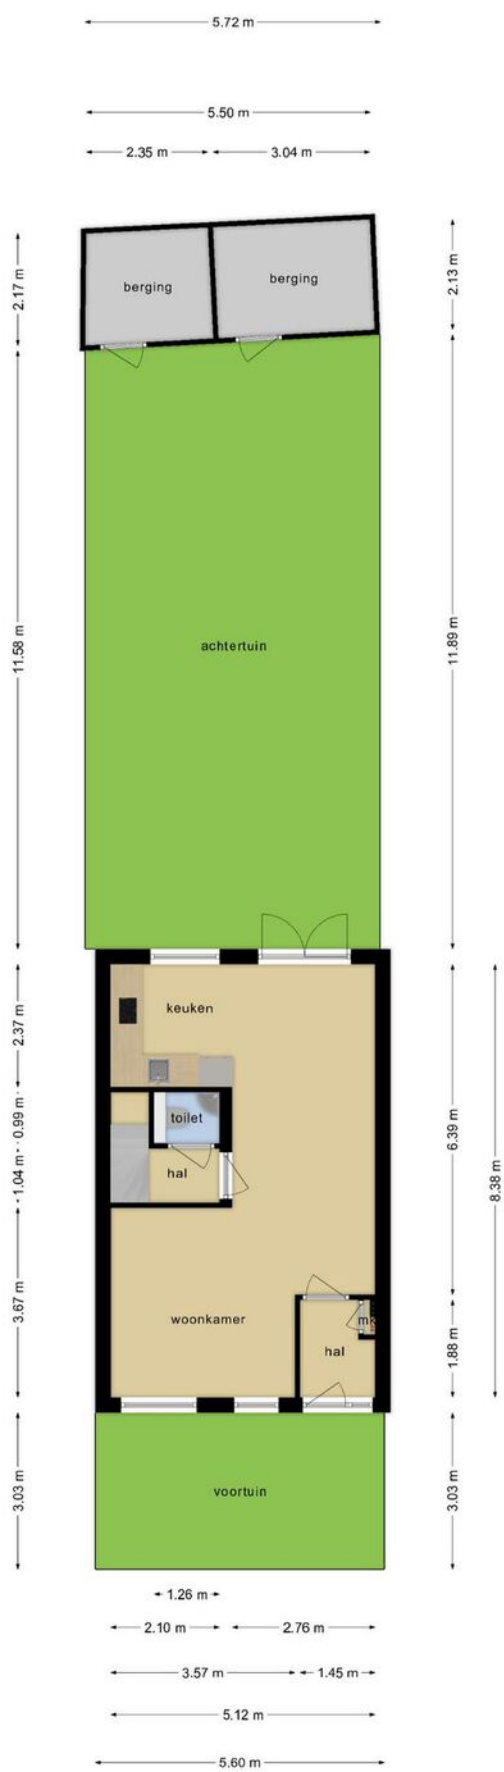 5.72 m
5.50 m
2.35 m
3.04 m
2.17 m
2.13 m
berging
berging
11.58 m
11.89 m
achtertuin
keuken
2.37 m
6.39 m
8.38 m
0.99 m
toilet
1.04 m
hal
3.67 m
woonkamer
mk
hal
1.88 m
voortuin
3.03 m
3.03 m
1.26 m
2.10 m
2.76 m
3.57 m
1.45 m
5.12 m
5.60 m